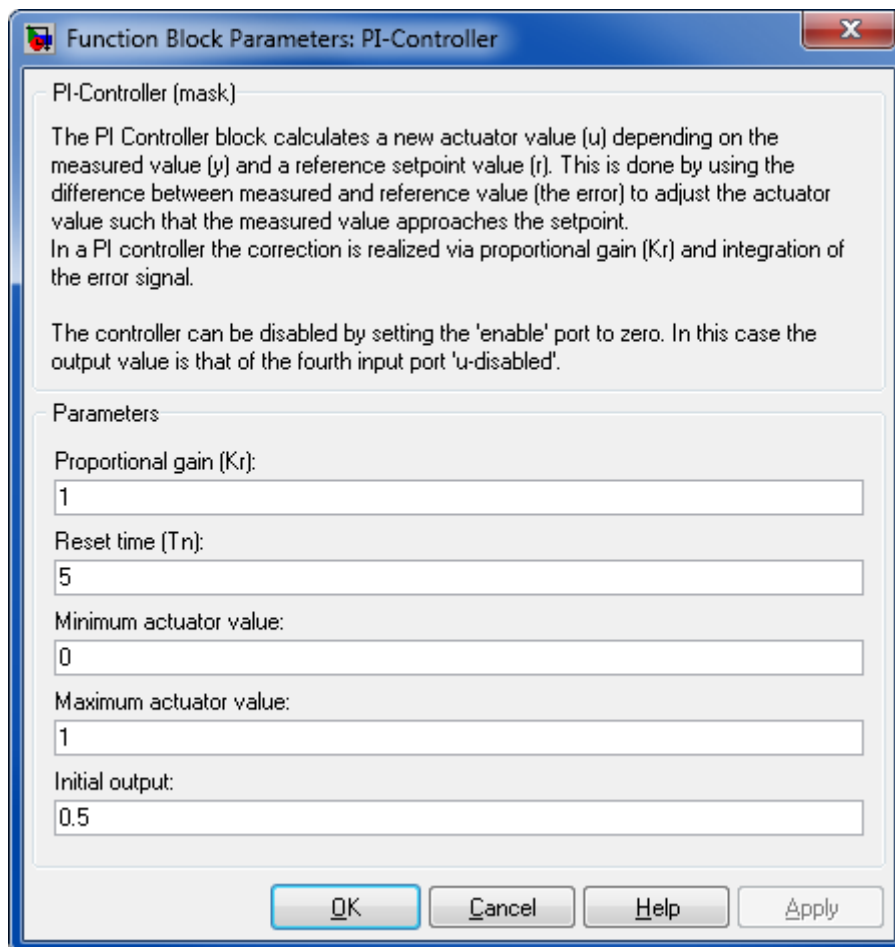 Function Block Parameters: PI-Controller
PI-Controller (mask)
The PI Controller block calculates a new actuator value (u) depending on the
measured value (y) and a reference setpoint value (r). This is done by using the
difference between measured and reference value (the error) to adjust the actuator
value such that the measured value approaches the setpoint.
In a PI controller the correction is realized via proportional gain (Kr) and integration of
the error signal.
The controller can be disabled by setting the 'enable' port to zero. In this case the
output value is that of the fourth input port 'u-disabled'.
Parameters
Proportional gain (Kr):
1
Reset time (Tn):
5
Minimum actuator value:
0
Maximum actuator value:
1
Initial output:
0.5
OK Cancel Help Apply